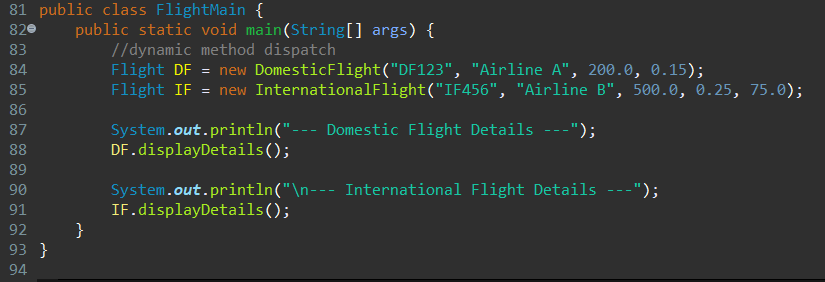 81 public class FlightMain {
82 public static void main(String[] args) {
83 //dynamic method dispatch
84 Flight DF = new DomesticFlight("DF123", "Airline A", 200.0, 0.15);
85 Flight IF = new InternationalFlight("IF456", "Airline B", 500.0, 0.25, 75.0);
86
87 System.out.println("--- Domestic Flight Details ---");
88 DF.displayDetails();
89
90 System.out.println("\n--- International Flight Details ---");
91 IF.displayDetails();
92 }
93 }
94